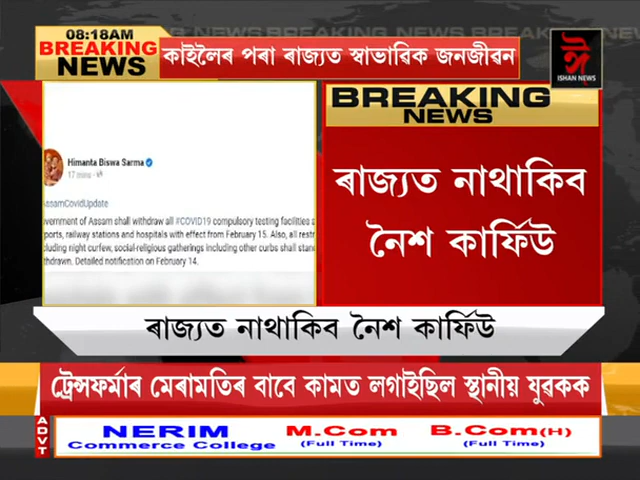 08:18AM
BREAKING
NEWS
কাইলৈৰ পৰা ৰাজ্যত স্বাভাৱিক জনজীৱন
ISHAN NEWS
BREAKING
NEWS
Himanta Biswa Sarma
17 mins
ssamCovidUpdate
vernment of Assam shall withdraw all #COVID19 compulsory testing facilities a
ports, railway stations and hospitals with effect from February 15. Also, all restr
cluding night curfew, social-religious gatherings including other curbs shall stand
thdrawn. Detailed notification on February 14.
ৰাজ্যত নাথাকিব
নৈশ কাৰ্ফিউ
ৰাজ্যত নাথাকিব নৈশ কাৰ্ফিউ
ট্ৰেন্সফৰ্মাৰ মেৰামতিৰ বাবে কামত লগাইছিল স্থানীয় যুৱকক
ADVT
NERIM M.Com B.Com(H)
Commerce College (Full Time) (Full Time)